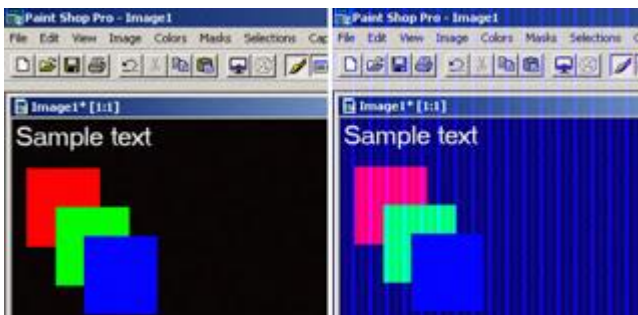 Paint Shop Pro - Image1
File Edit View Image Colors Masks Selections Cap
Image1* [1:1]
Sample text
Paint Shop Pro - Image1
File Edit View Image Colors Masks Selections
Image1* [1:1]
Sample text